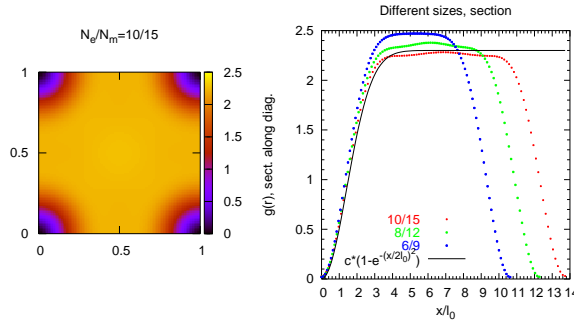 Different sizes, section
N_e/N_m=10/15
1
0.5
0
0 0.5 1
2.5
2
1.5
1
0.5
0
g(r), sect. along diag.
2.5
2
1.5
1
0.5
0
10/15
8/12
6/9
c*(1-e^{-(x/2l_0)^2})
0 1 2 3 4 5 6 7 8 9 10 11 12 13 14
x/l_0